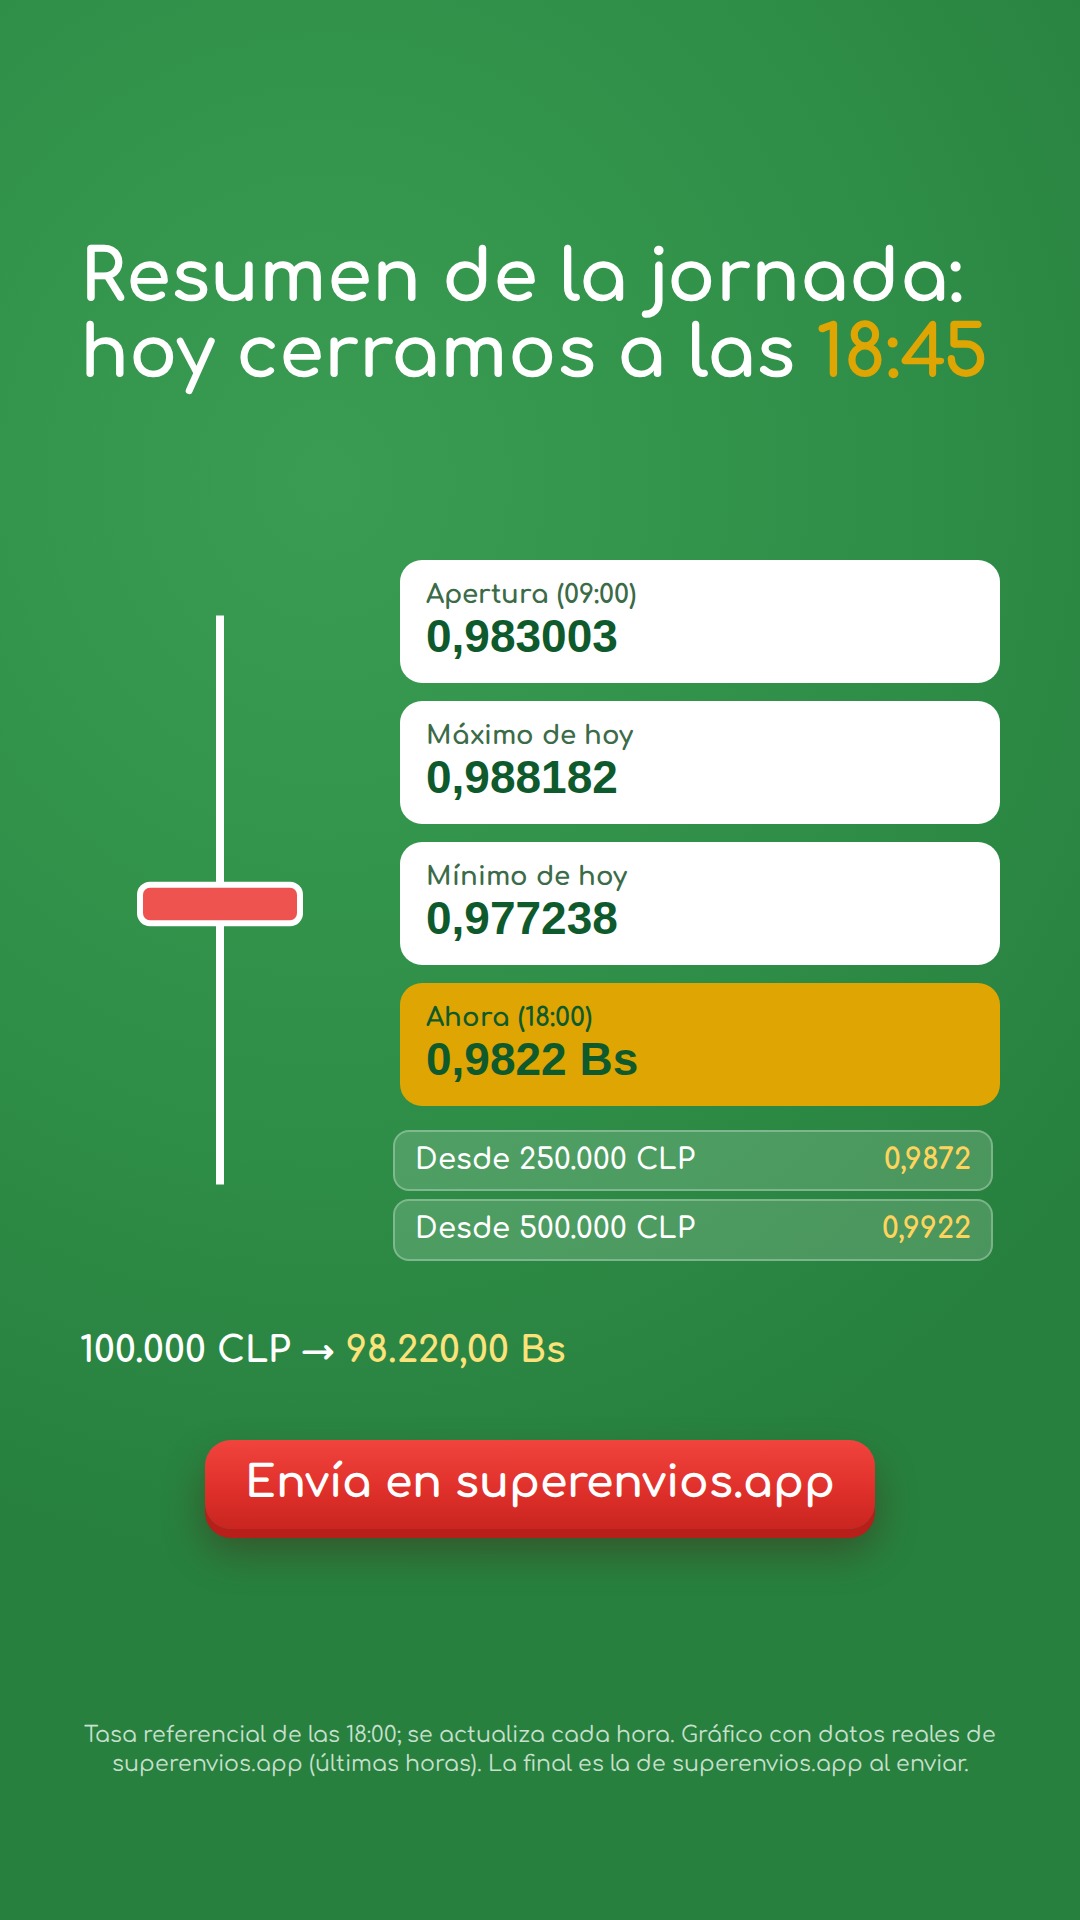 Resumen de la jornada:
hoy cerramos a las 18:45
Apertura (09:00)
0,983003
Máximo de hoy
0,988182
Mínimo de hoy
0,977238
Ahora (18:00)
0,9822 Bs
Desde 250.000 CLP 0,9872
Desde 500.000 CLP 0,9922
100.000 CLP → 98.220,00 Bs
Envía en superenvios.app
Tasa referencial de las 18:00; se actualiza cada hora. Gráfico con datos reales de
superenvios.app (últimas horas). La final es la de superenvios.app al enviar.